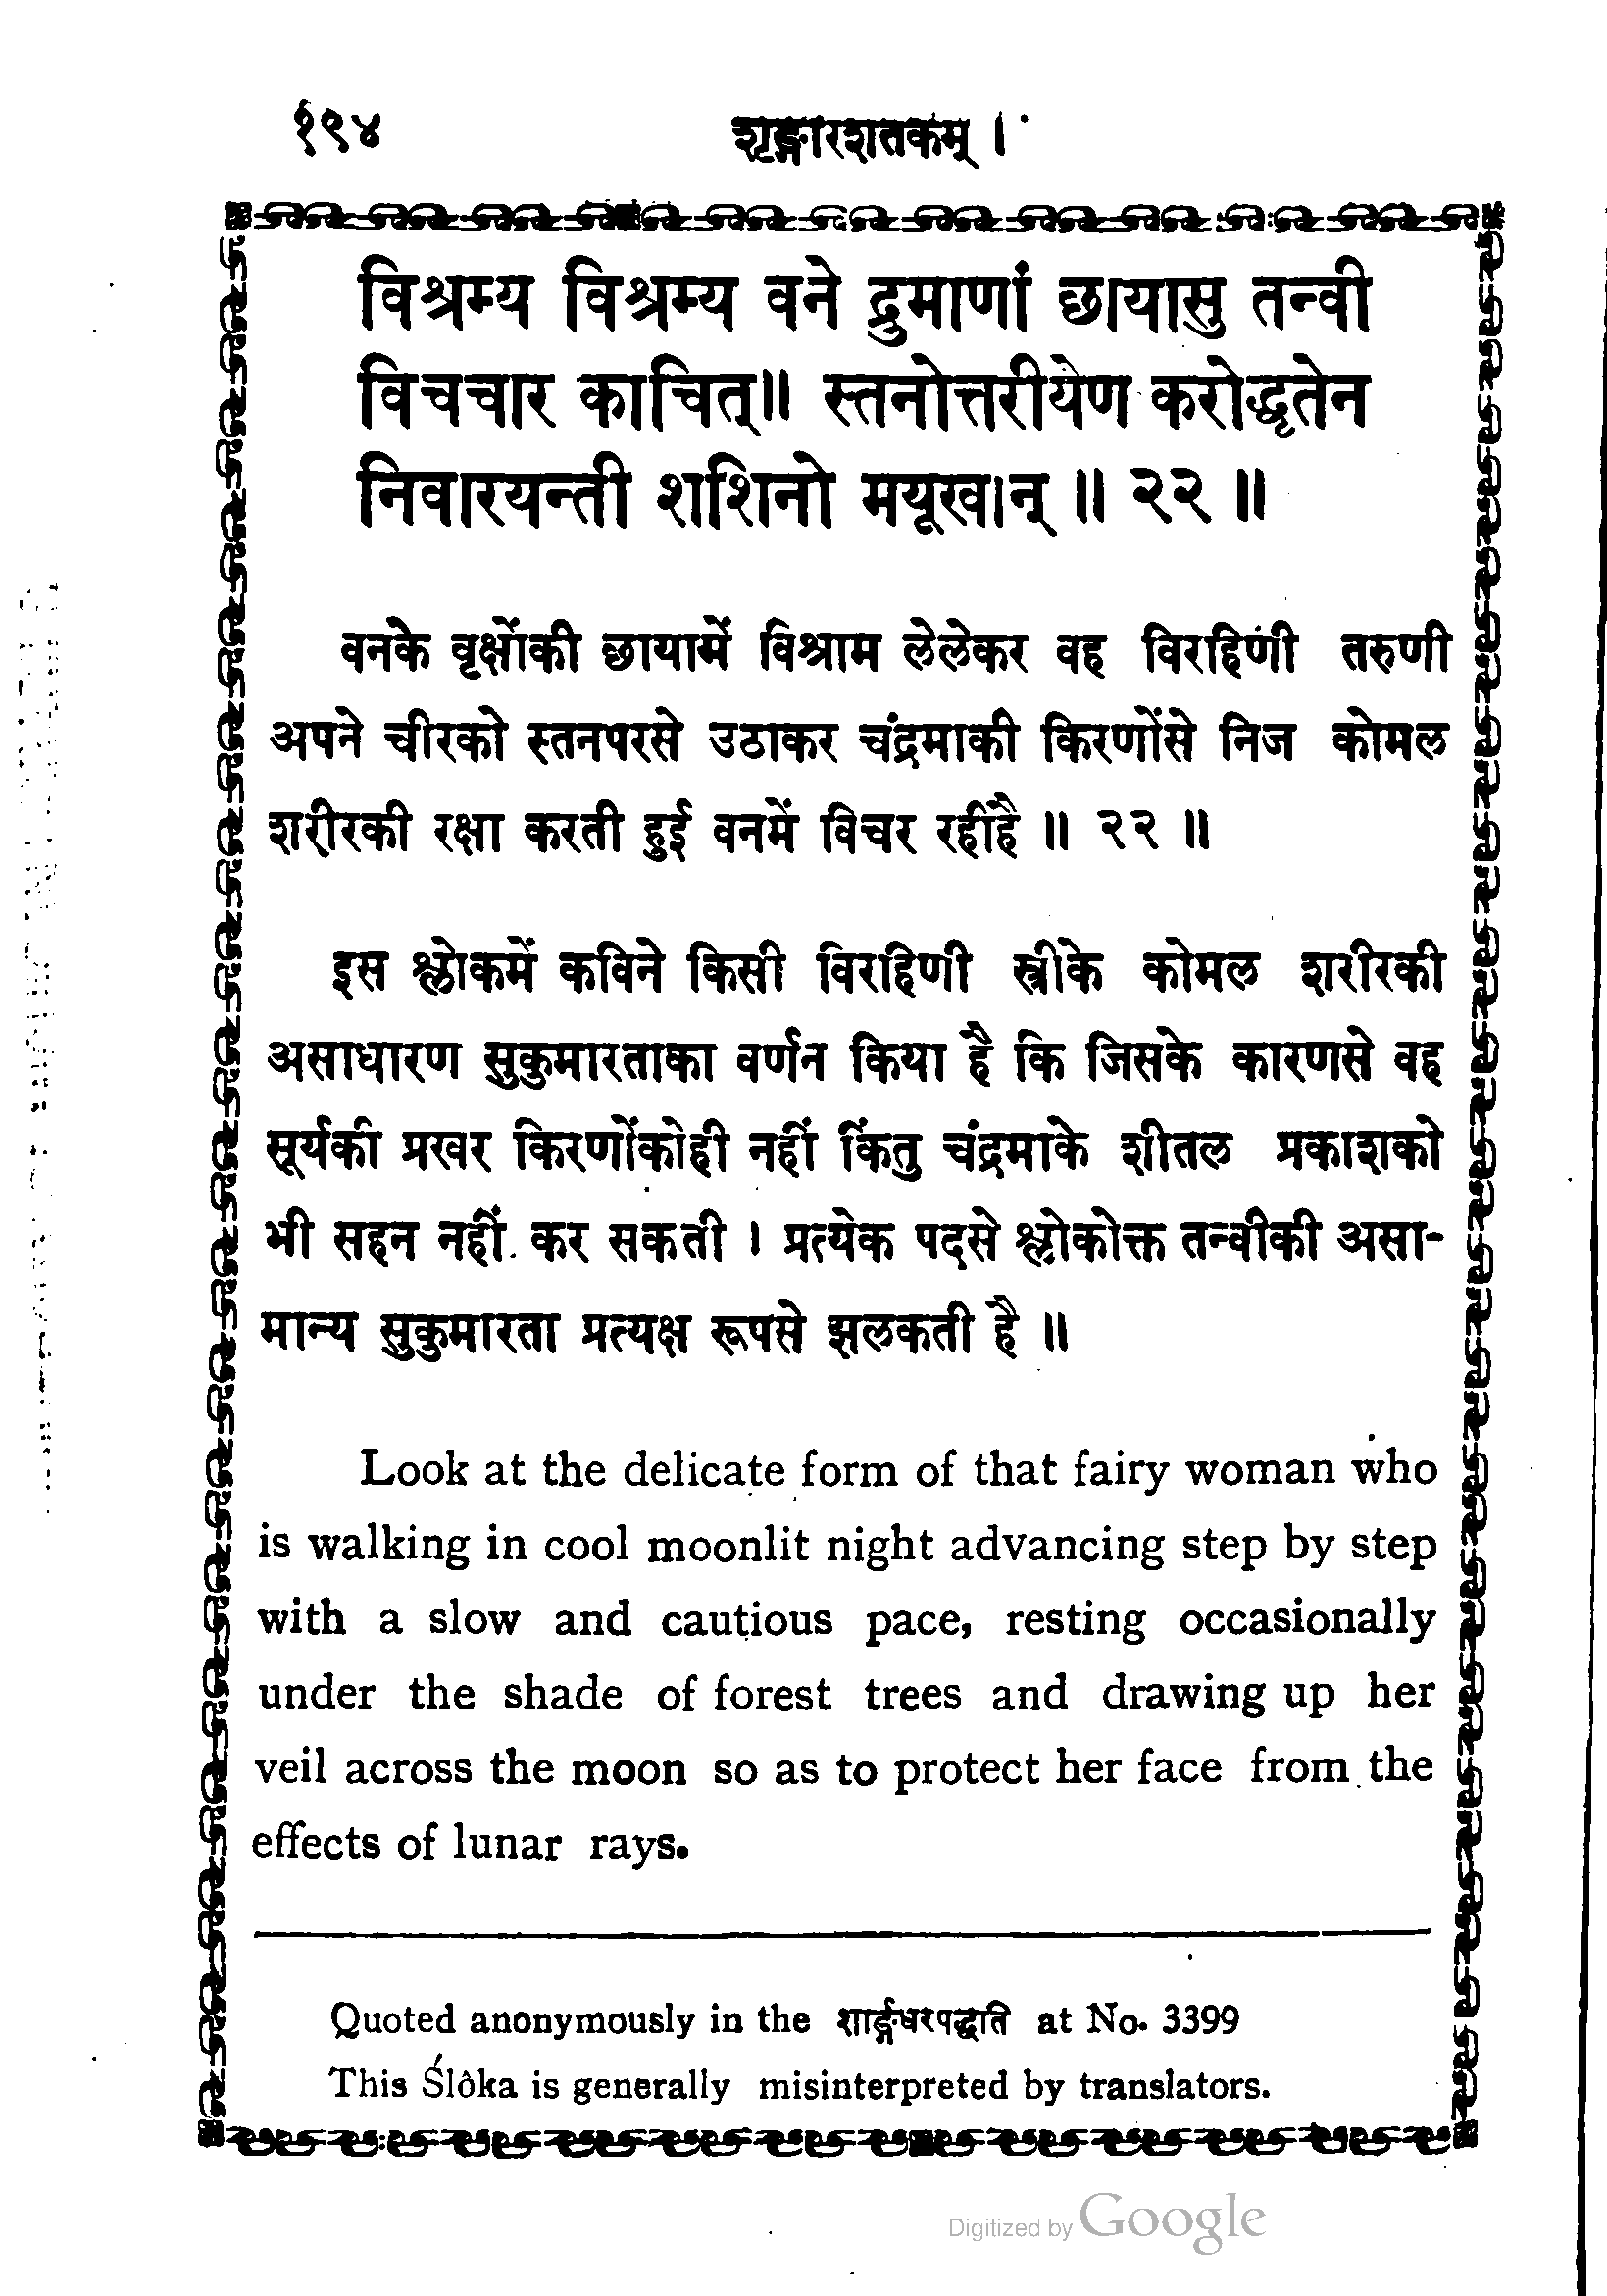 १९४ शृङ्गारशतकम् ।
विश्रम्य विश्रम्य वने द्रुमाणां छायासु तन्वी
विचचार काचित्॥ स्तनोत्तरीयेण करोद्धृतेन
निवारयन्ती शशिनो मयूखान् ॥ २२ ॥
वनके वृक्षोंकी छायामें विश्राम लेलेकर वह विरहिणी तरुणी
अपने चीरको स्तनपरसे उठाकर चंद्रमाकी किरणोंसे निज कोमल
शरीरकी रक्षा करती हुई वनमें विचर रहीहै ॥ २२ ॥
इस श्लोकमें कविने किसी विरहिणी स्त्रीके कोमल शरीरकी
असाधारण सुकुमारताका वर्णन किया है कि जिसके कारणसे वह
सूर्यकी प्रखर किरणोंकोही नहीं किंतु चंद्रमाके शीतल प्रकाशको
भी सहन नहीं कर सकती । प्रत्येक पदसे श्लोकोक्त तन्वीकी असा-
मान्य सुकुमारता प्रत्यक्ष रूपसे झलकती है ॥
Look at the delicate form of that fairy woman who
is walking in cool moonlit night advancing step by step
with a slow and cautious pace, resting occasionally
under the shade of forest trees and drawing up her
veil across the moon so as to protect her face from the
effects of lunar rays.
Quoted anonymously in the शार्ङ्गधरपद्धति at No. 3399
This Ślôka is generally misinterpreted by translators.
Digitized by Google